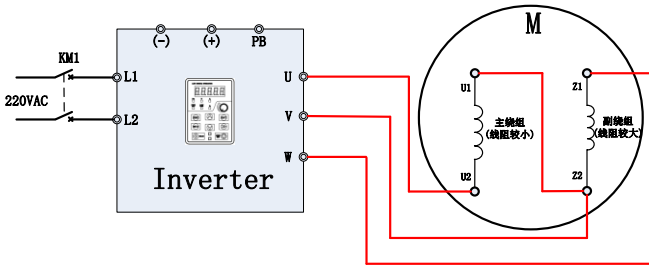 M
(-) (+) PB
KM1
L1
U
U1
Z1
220VAC
V
主绕组
(线阻较小)
副绕组
(线阻较大)
L2
W
U2
Z2
Inverter